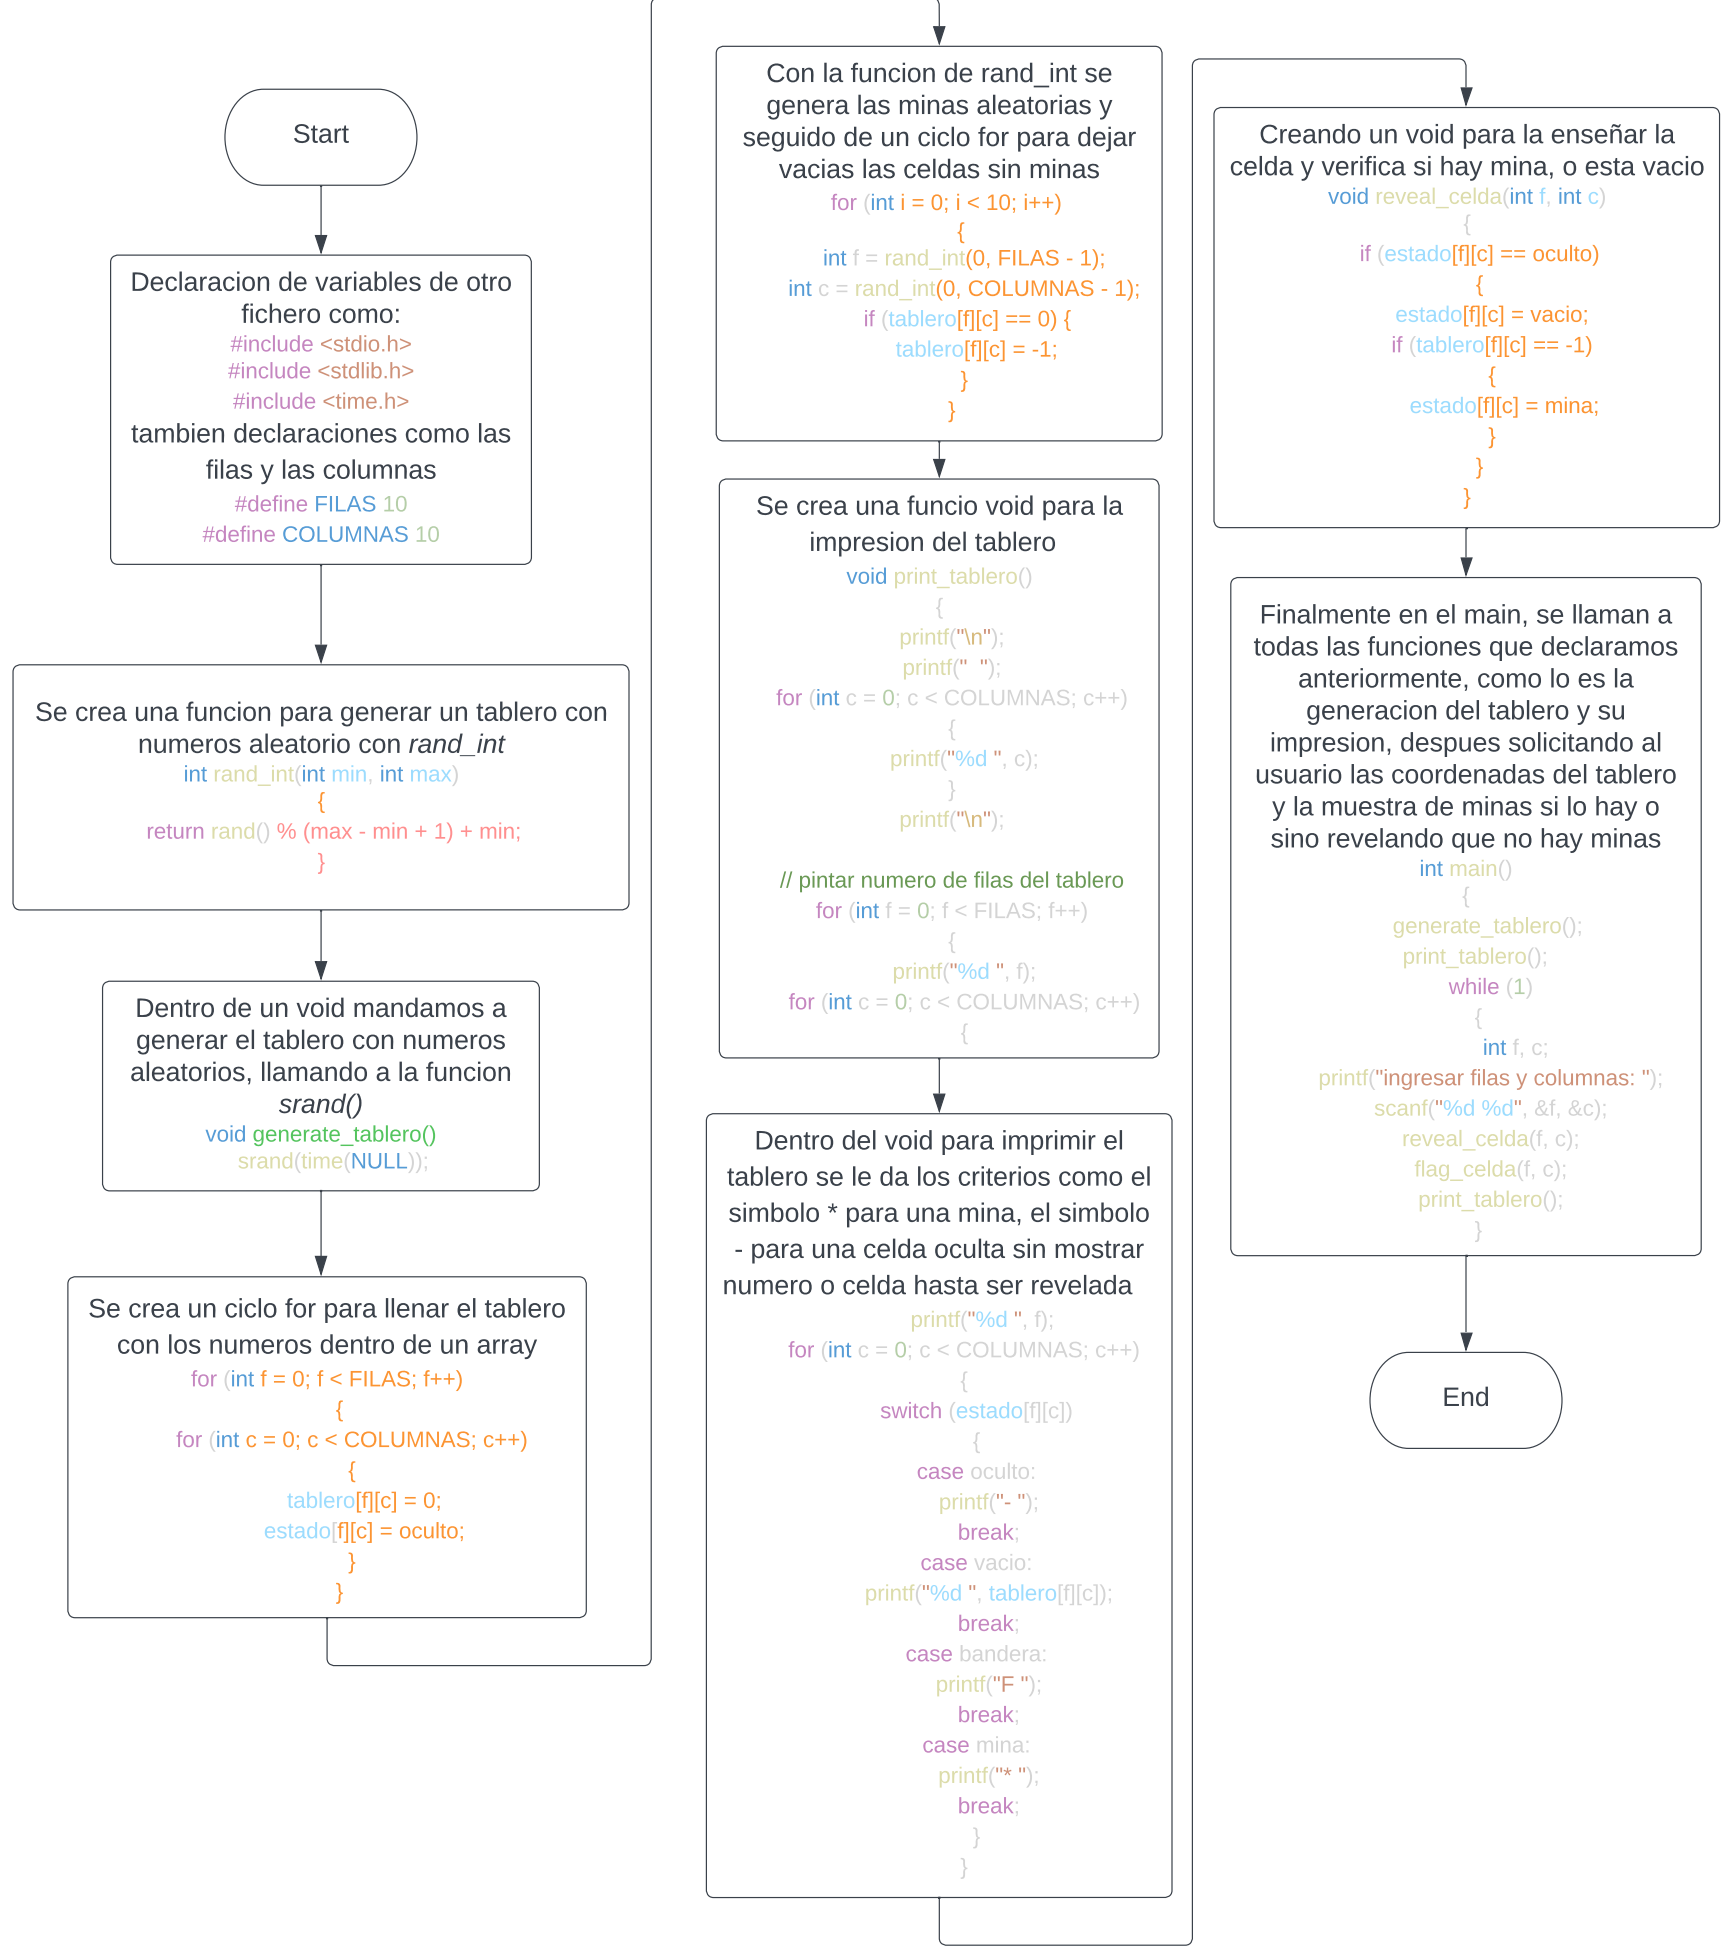 Start
Declaracion de variables de otro
fichero como:
#include <stdio.h>
#include <stdlib.h>
#include <time.h>
tambien declaraciones como las
filas y las columnas
#define FILAS 10
#define COLUMNAS 10
Se crea una funcion para generar un tablero con
numeros aleatorio con rand_int
int rand_int(int min, int max)
{
return rand() % (max - min + 1) + min;
}
Dentro de un void mandamos a
generar el tablero con numeros
aleatorios, llamando a la funcion
srand()
void generate_tablero()
srand(time(NULL));
Se crea un ciclo for para llenar el tablero
con los numeros dentro de un array
for (int f = 0; f < FILAS; f++)
{
for (int c = 0; c < COLUMNAS; c++)
{
tablero[f][c] = 0;
estado[f][c] = oculto;
}
}
Con la funcion de rand_int se
genera las minas aleatorias y
seguido de un ciclo for para dejar
vacias las celdas sin minas
for (int i = 0; i < 10; i++)
{
int f = rand_int(0, FILAS - 1);
int c = rand_int(0, COLUMNAS - 1);
if (tablero[f][c] == 0) {
tablero[f][c] = -1;
}
}
Se crea una funcio void para la
impresion del tablero
void print_tablero()
{
printf("\n");
printf("  ");
for (int c = 0; c < COLUMNAS; c++)
{
printf("%d ", c);
}
printf("\n");
// pintar numero de filas del tablero
for (int f = 0; f < FILAS; f++)
{
printf("%d ", f);
for (int c = 0; c < COLUMNAS; c++)
{
Dentro del void para imprimir el
tablero se le da los criterios como el
simbolo * para una mina, el simbolo
- para una celda oculta sin mostrar
numero o celda hasta ser revelada
printf("%d ", f);
for (int c = 0; c < COLUMNAS; c++)
{
switch (estado[f][c])
{
case oculto:
printf("- ");
break;
case vacio:
printf("%d ", tablero[f][c]);
break;
case bandera:
printf("F ");
break;
case mina:
printf("* ");
break;
}
}
Creando un void para la enseñar la
celda y verifica si hay mina, o esta vacio
void reveal_celda(int f, int c)
{
if (estado[f][c] == oculto)
{
estado[f][c] = vacio;
if (tablero[f][c] == -1)
{
estado[f][c] = mina;
}
}
}
Finalmente en el main, se llaman a
todas las funciones que declaramos
anteriormente, como lo es la
generacion del tablero y su
impresion, despues solicitando al
usuario las coordenadas del tablero
y la muestra de minas si lo hay o
sino revelando que no hay minas
int main()
{
generate_tablero();
print_tablero();
while (1)
{
int f, c;
printf("ingresar filas y columnas: ");
scanf("%d %d", &f, &c);
reveal_celda(f, c);
flag_celda(f, c);
print_tablero();
}
End